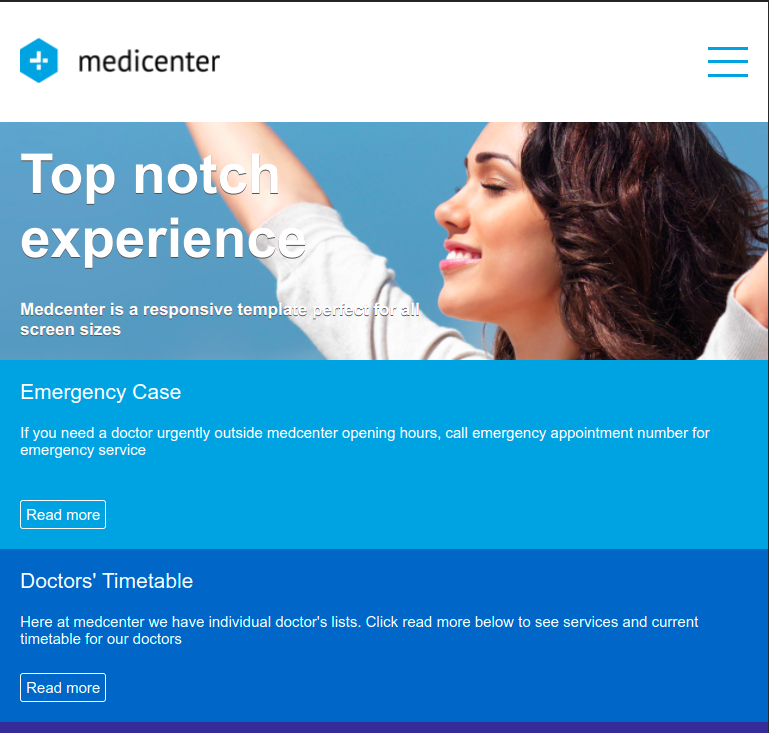 medicenter
Top notch
experience
Medcenter is a responsive template perfect for all
screen sizes
Emergency Case
If you need a doctor urgently outside medcenter opening hours, call emergency appointment number for
emergency service
Read more
Doctors' Timetable
Here at medcenter we have individual doctor's lists. Click read more below to see services and current
timetable for our doctors
Read more